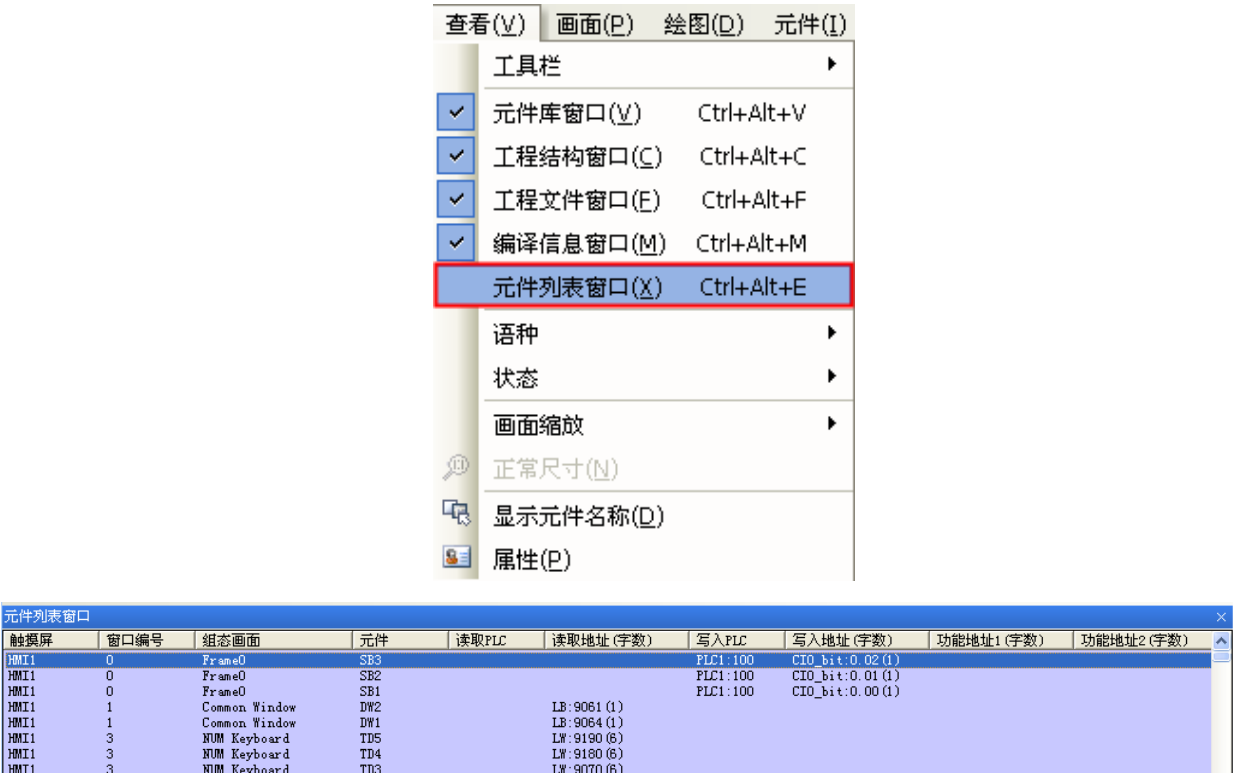 查看(V) 画面(P) 绘图(D) 元件(I)
工具栏
元件库窗口(V) Ctrl+Alt+V
工程结构窗口(C) Ctrl+Alt+C
工程文件窗口(F) Ctrl+Alt+F
编译信息窗口(M) Ctrl+Alt+M
元件列表窗口(X) Ctrl+Alt+E
语种
状态
画面缩放
正常尺寸(N)
显示元件名称(D)
属性(P)
元件列表窗口
触摸屏 窗口编号 组态画面 元件 读取PLC 读取地址(字数) 写入PLC 写入地址(字数) 功能地址1(字数) 功能地址2(字数)
HMI1 0 Frame0 SB3 PLC1:100 CIO_bit:0.02(1)
HMI1 0 Frame0 SB2 PLC1:100 CIO_bit:0.01(1)
HMI1 0 Frame0 SB1 PLC1:100 CIO_bit:0.00(1)
HMI1 1 Common Window DW2 LB:9061(1)
HMI1 1 Common Window DW1 LB:9064(1)
HMI1 3 NUM Keyboard TD5 LW:9190(6)
HMI1 3 NUM Keyboard TD4 LW:9180(6)
HMI1 3 NUM Keyboard TD3 LW:9070(6)